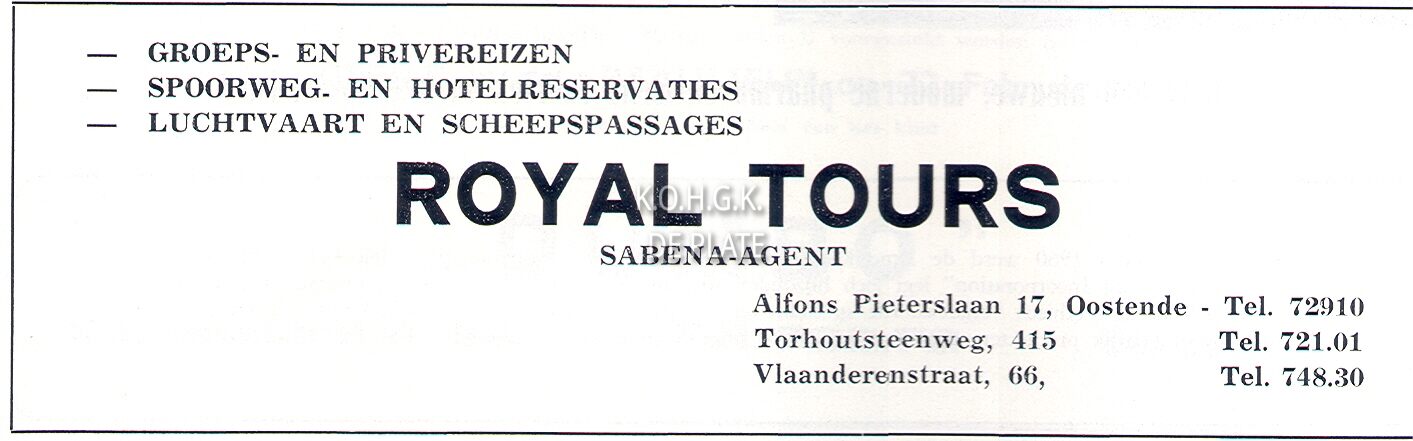 — GROEPS- EN PRIVEREIZEN
— SPOORWEG- EN HOTELRESERVATIES
— LUCHTVAART EN SCHEEPSPASSAGES
ROYAL TOURS
K.O.H.G.K.
DE PLATE
SABENA-AGENT
Alfons Pieterslaan 17, Oostende - Tel. 72910
Torhoutsteenweg, 415 Tel. 721.01
Vlaanderenstraat, 66, Tel. 748.30